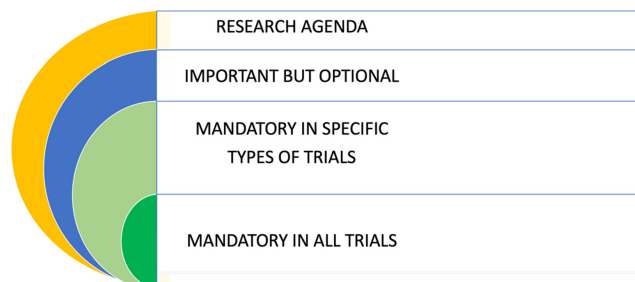 RESEARCH AGENDA
IMPORTANT BUT OPTIONAL
MANDATORY IN SPECIFIC
TYPES OF TRIALS
MANDATORY IN ALL TRIALS